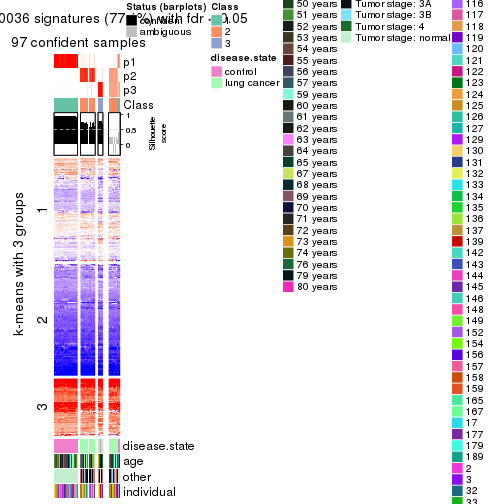 0036 signatures (77.
with fdr < 0.05
97 confident samples
Status (barplots)
confident
ambiguous
Class
1
2
3
disease.state
control
lung cancer
p1
p2
p3
Class
1
0.5
0
Silhouette
score
k-means with 3 groups
1
2
3
disease.state
age
other
individual
50 years
51 years
52 years
53 years
54 years
55 years
56 years
57 years
59 years
60 years
61 years
62 years
63 years
64 years
65 years
67 years
68 years
69 years
70 years
71 years
72 years
73 years
74 years
76 years
79 years
80 years
Tumor stage: 3A
Tumor stage: 3B
Tumor stage: 4
Tumor stage: normal
116
117
118
119
120
121
122
123
124
125
126
127
129
130
131
132
133
134
135
136
137
139
142
143
144
145
146
148
149
152
154
156
157
158
159
165
167
17
177
179
189
2
3
32
33